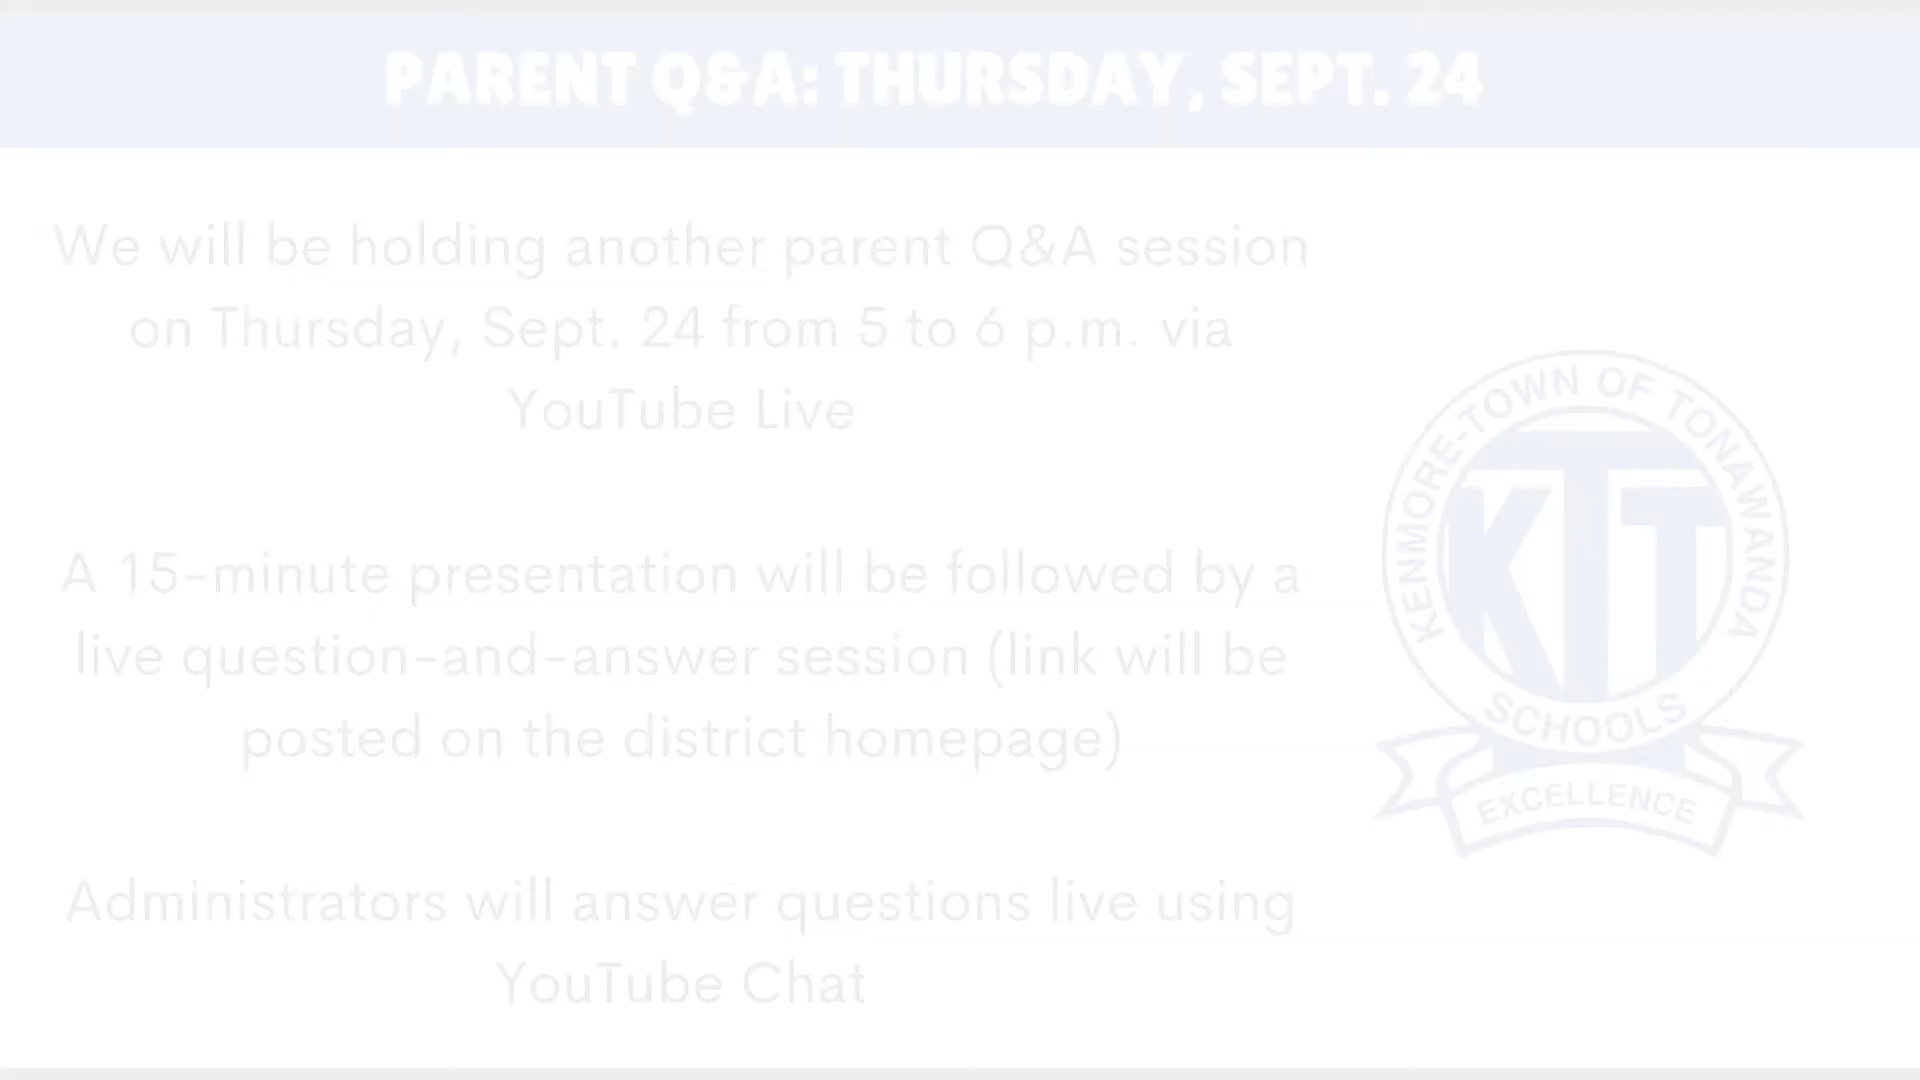 PARENT Q&A: THURSDAY, SEPT. 24
We will be holding another parent Q&A session
on Thursday, Sept. 24 from 5 to 6 p.m. via
YouTube Live
A 15-minute presentation will be followed by a
live question-and-answer session (link will be
posted on the district homepage)
Administrators will answer questions live using
YouTube Chat
KENMORE-TOWN OF TONAWANDA
KTT
SCHOOLS
EXCELLENCE